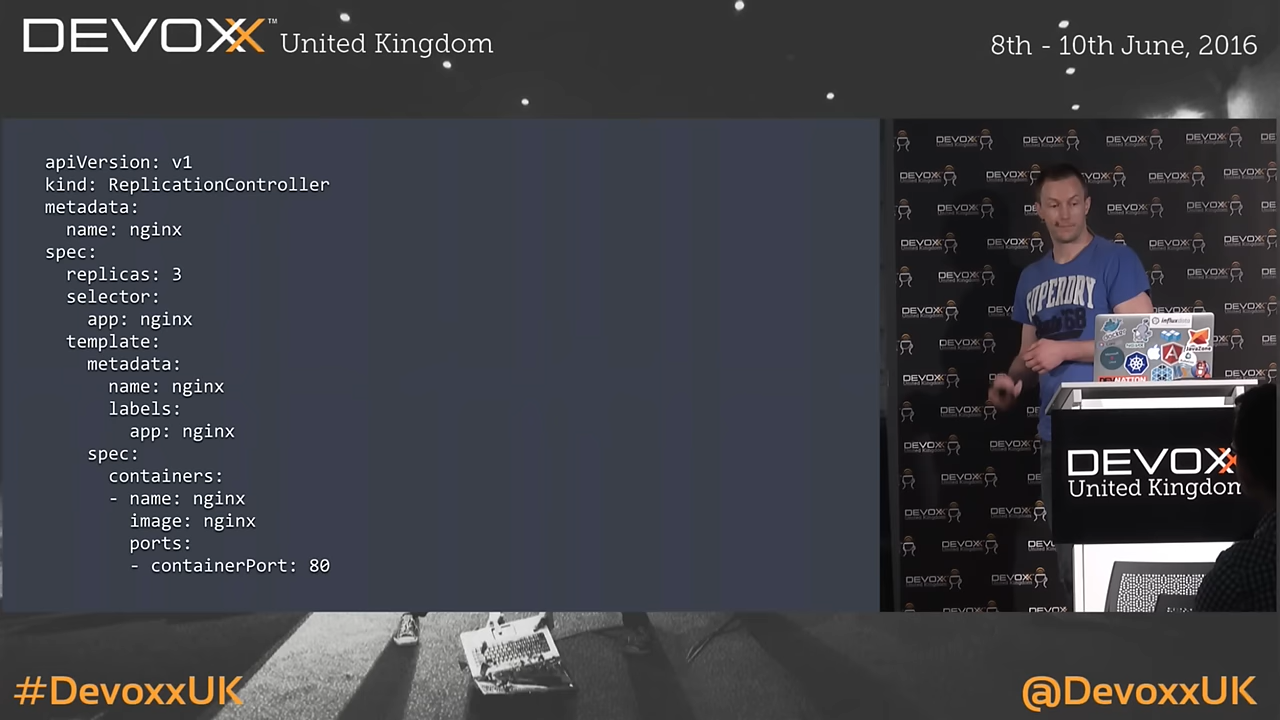 DEVOXX™ United Kingdom
8th - 10th June, 2016
apiVersion: v1
kind: ReplicationController
metadata:
  name: nginx
spec:
  replicas: 3
  selector:
    app: nginx
  template:
    metadata:
      name: nginx
      labels:
        app: nginx
    spec:
      containers:
      - name: nginx
        image: nginx
        ports:
        - containerPort: 80
SUPERDRY
influxdata
DEVOXX
United Kingdom
#DevoxxUK
@DevoxxUK